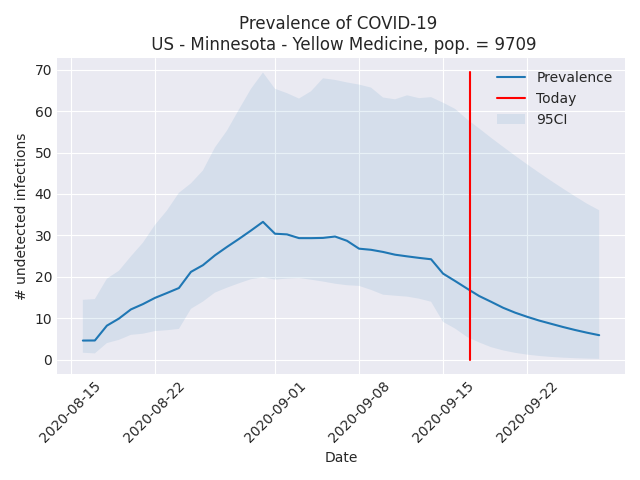 Prevalence of COVID-19
US - Minnesota - Yellow Medicine, pop. = 9709
70
60
50
40
30
20
10
0
# undetected infections
Prevalence
Today
95CI
2020-08-15
2020-08-22
2020-09-01
2020-09-08
2020-09-15
2020-09-22
Date